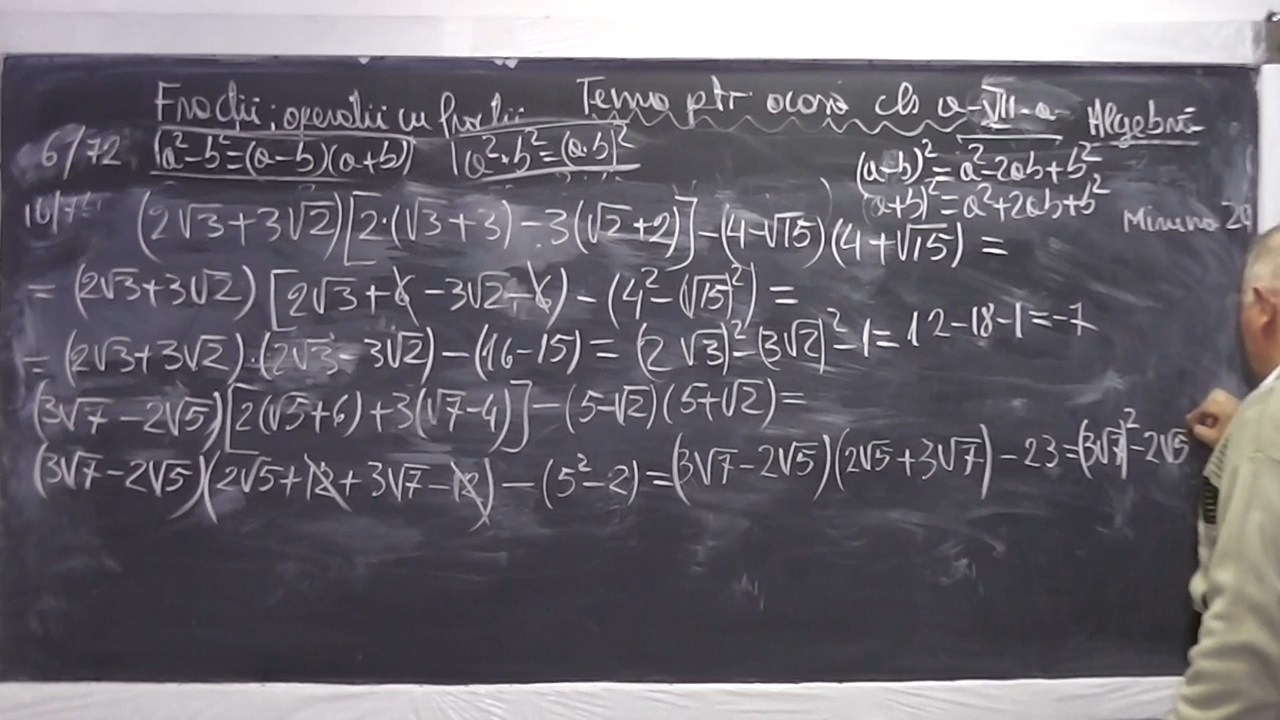 Fracții; operații cu fracții Tema ptr. acasă cls a-VII-a Algebră
6/72 a²-b²=(a-b)(a+b) a²·b²=(a·b)² (a-b)²=a²-2ab+b²
(a+b)²=a²+2ab+b²
(2√3+3√2)[2·(√3+3)-3(√2+2)]-(4-√15)(4+√15)=
=(2√3+3√2)[2√3+6-3√2-6)-(4²-(√15)²)=
=(2√3+3√2)·(2√3-3√2)-(16-15)=(2√3)²-(3√2)²-1=12-18-1=-7
(3√7-2√5)[2(√5+6)+3(√7-4)]-(5-√2)(5+√2)=
(3√7-2√5)(2√5+12+3√7-12)-(5²-2)=(3√7-2√5)(2√5+3√7)-23=(3√7)²-2√5